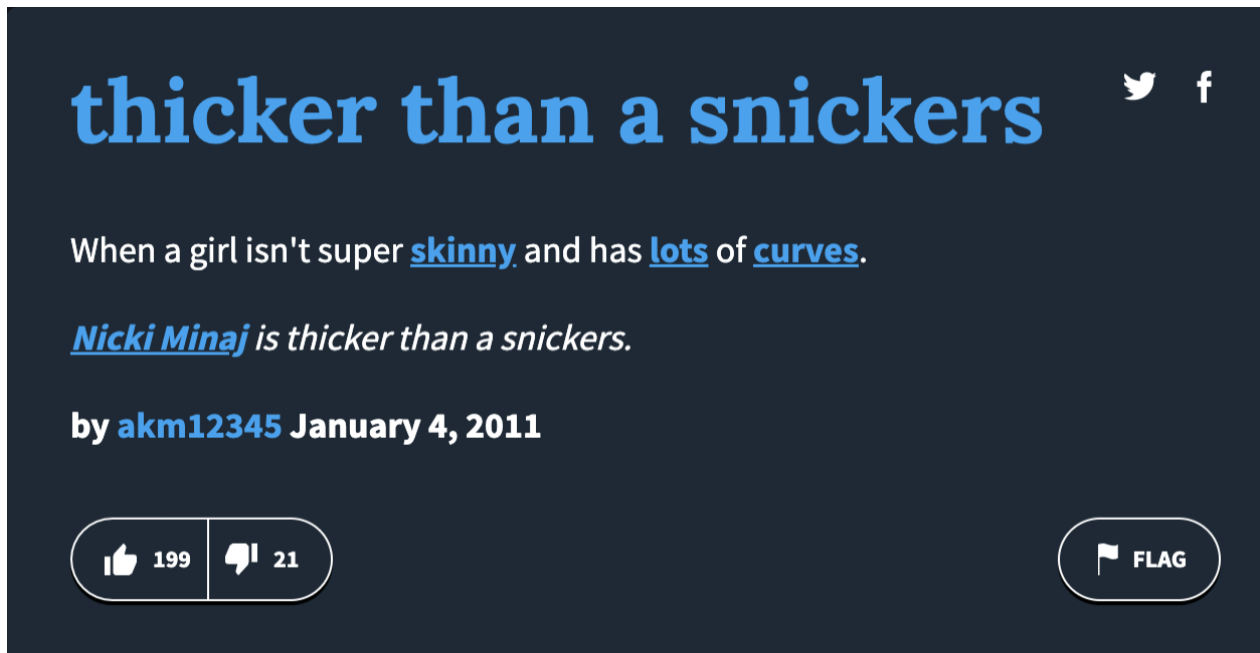 thicker than a snickers
When a girl isn't super skinny and has lots of curves.
Nicki Minaj is thicker than a snickers.
by akm12345 January 4, 2011
199 21 FLAG